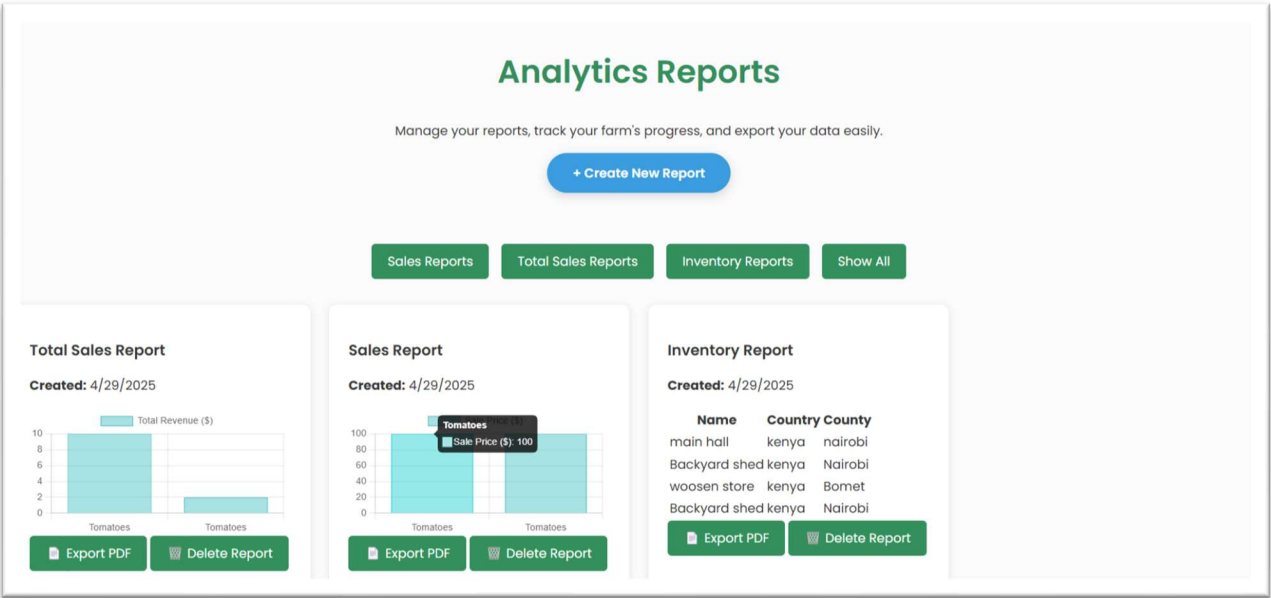 Analytics Reports
Manage your reports, track your farm's progress, and export your data easily.
+ Create New Report
Sales Reports
Total Sales Reports
Inventory Reports
Show All
Total Sales Report
Created: 4/29/2025
Total Revenue ($)
10
8
6
4
2
0
Tomatoes
Tomatoes
Export PDF
Delete Report
Sales Report
Created: 4/29/2025
Tomatoes
Sale Price ($): 100
100
80
60
40
20
0
Tomatoes
Tomatoes
Export PDF
Delete Report
Inventory Report
Created: 4/29/2025
Name Country County
main hall kenya nairobi
Backyard shed kenya Nairobi
woosen store kenya Bomet
Backyard shed kenya Nairobi
Export PDF
Delete Report